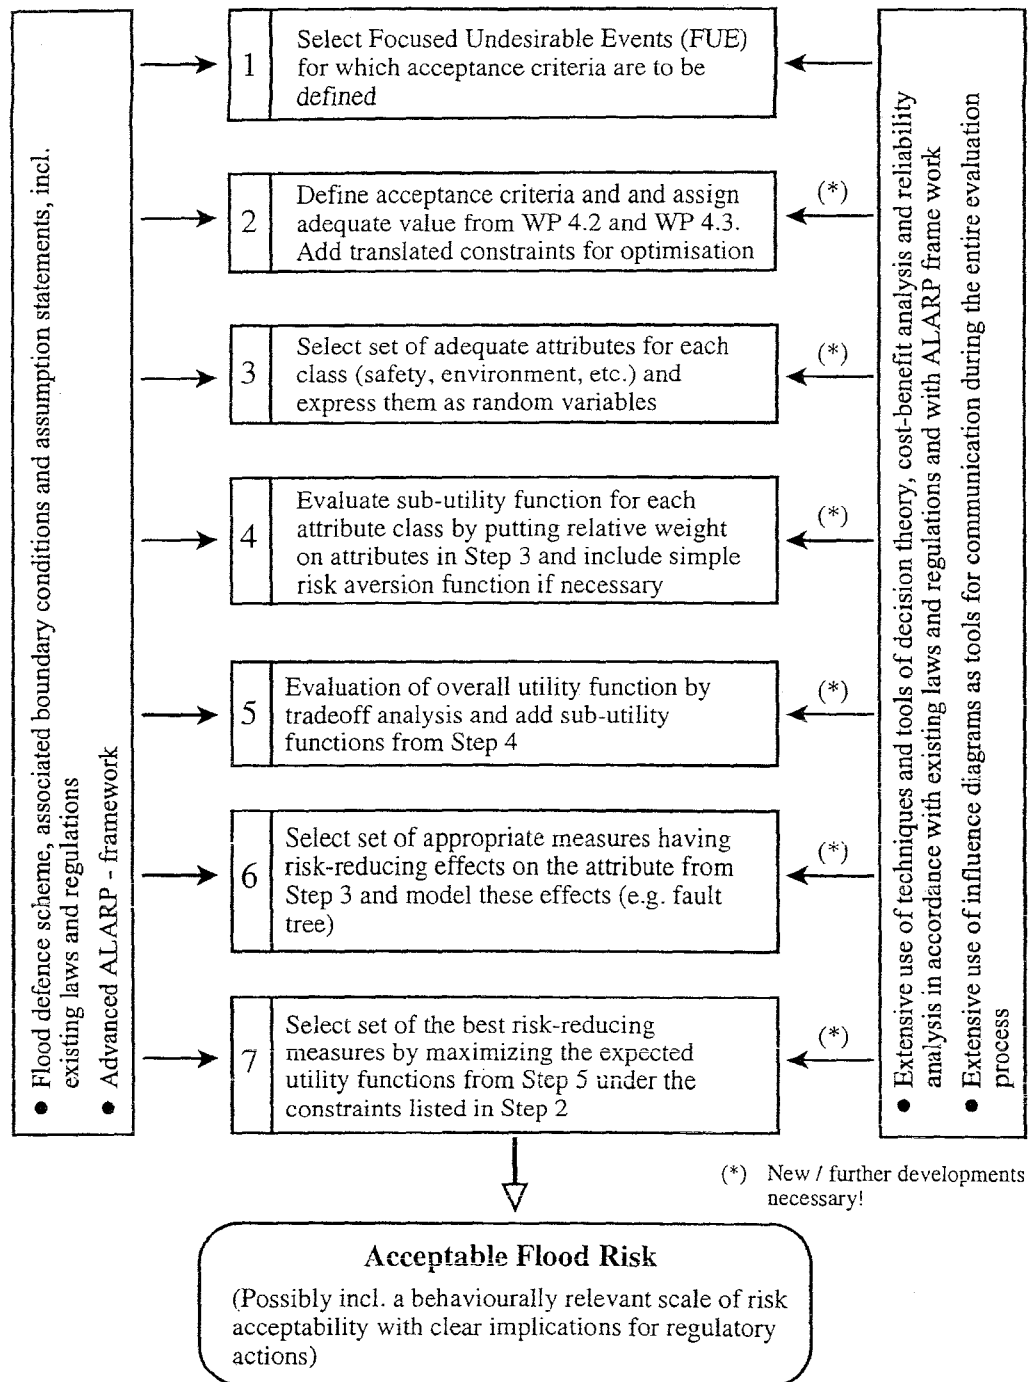 ● Flood defence scheme, associated boundary conditions and assumption statements, incl.
existing laws and regulations
● Advanced ALARP - framework
1
Select Focused Undesirable Events (FUE)
for which acceptance criteria are to be
defined
2
Define acceptance criteria and and assign
adequate value from WP 4.2 and WP 4.3.
Add translated constraints for optimisation
(*)
3
Select set of adequate attributes for each
class (safety, environment, etc.) and
express them as random variables
(*)
4
Evaluate sub-utility function for each
attribute class by putting relative weight
on attributes in Step 3 and include simple
risk aversion function if necessary
(*)
5
Evaluation of overall utility function by
tradeoff analysis and add sub-utility
functions from Step 4
(*)
6
Select set of appropriate measures having
risk-reducing effects on the attribute from
Step 3 and model these effects (e.g. fault
tree)
(*)
7
Select set of the best risk-reducing
measures by maximizing the expected
utility functions from Step 5 under the
constraints listed in Step 2
(*)
● Extensive use of techniques and tools of decision theory, cost-benefit analysis and reliability
analysis in accordance with existing laws and regulations and with ALARP frame work
● Extensive use of influence diagrams as tools for communication during the entire evaluation
process
(*) New / further developments
necessary!
Acceptable Flood Risk
(Possibly incl. a behaviourally relevant scale of risk
acceptability with clear implications for regulatory
actions)